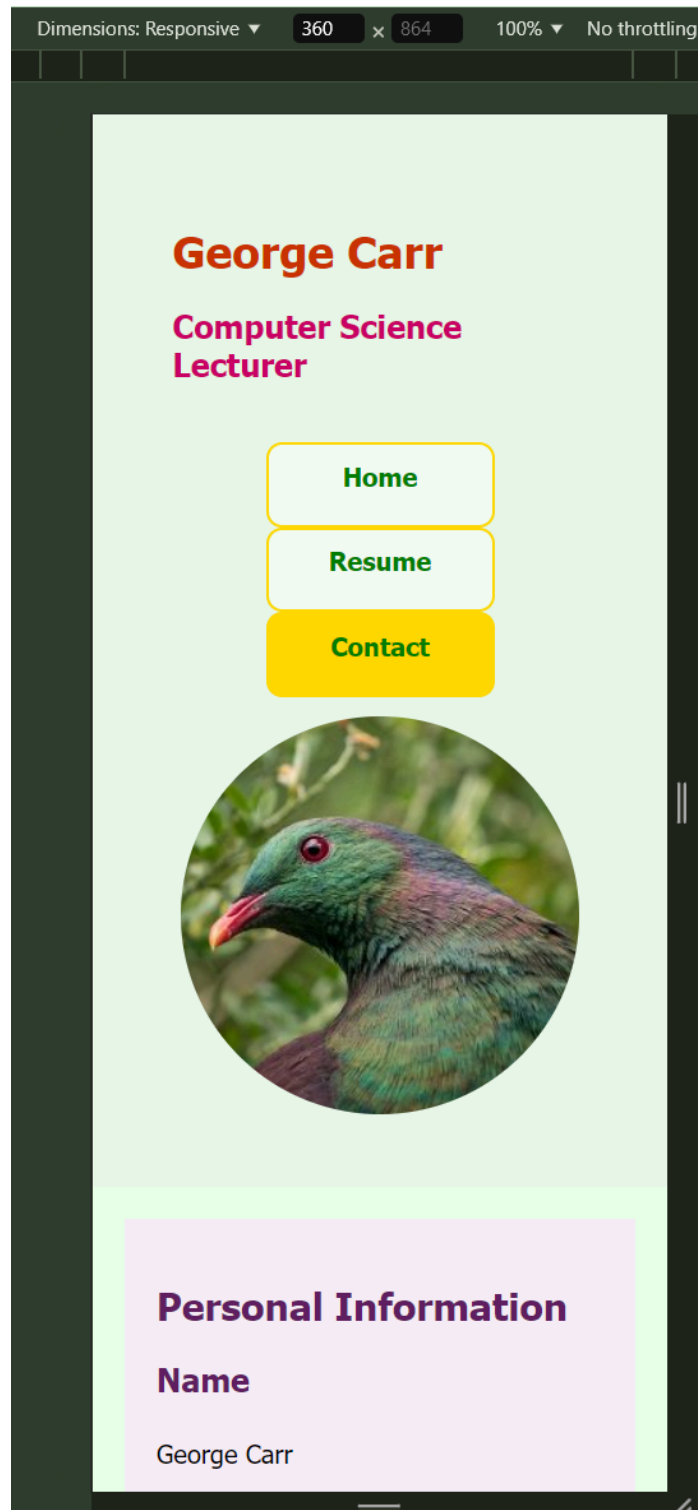 Dimensions: Responsive ▼ 360 × 864 100% ▼ No throttling
George Carr
Computer Science
Lecturer
Home
Resume
Contact
Personal Information
Name
George Carr